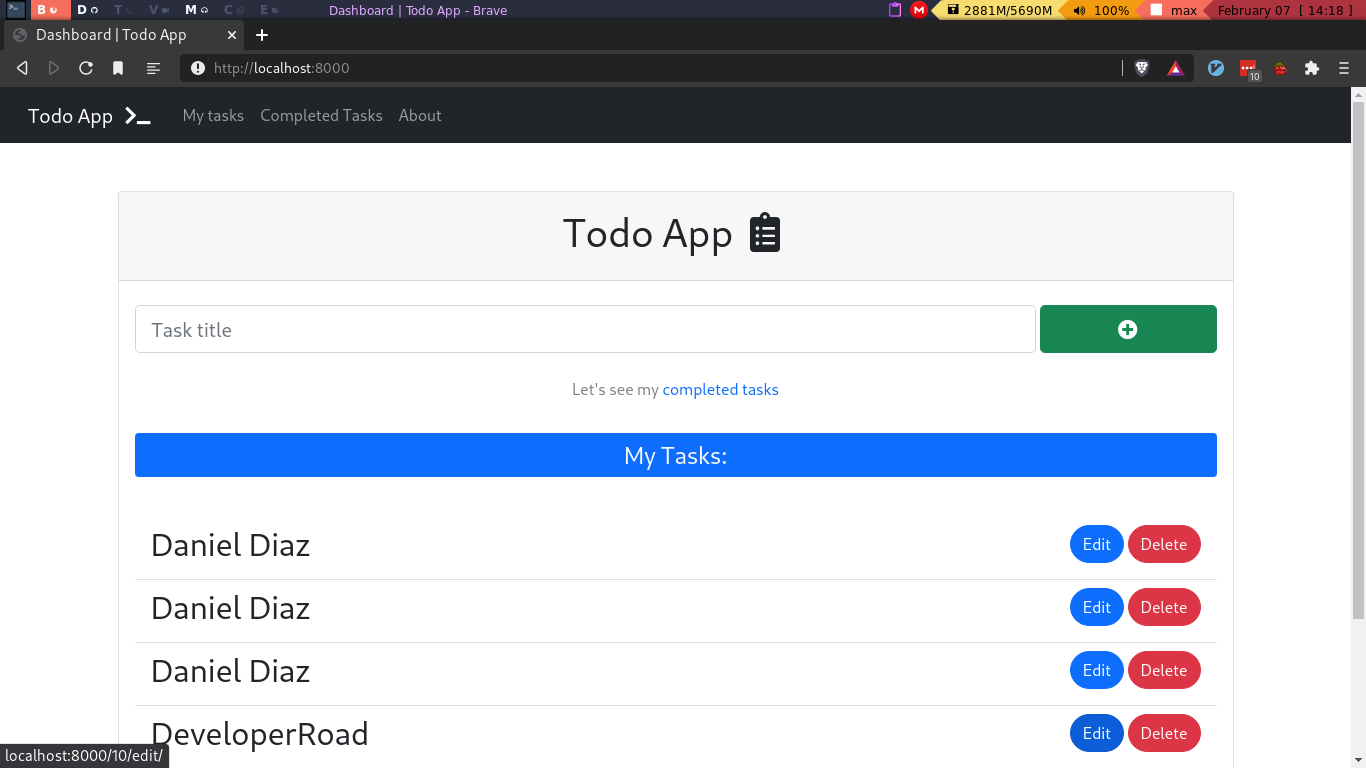 B D T V M C E Dashboard | Todo App - Brave M 2881M/5690M 100% max February 07 [ 14:18 ]
Dashboard | Todo App
http://localhost:8000 10
Todo App My tasks Completed Tasks About
Todo App
Task title
Let's see my completed tasks
My Tasks:
Daniel Diaz Edit Delete
Daniel Diaz Edit Delete
Daniel Diaz Edit Delete
DeveloperRoad Edit Delete
localhost:8000/10/edit/